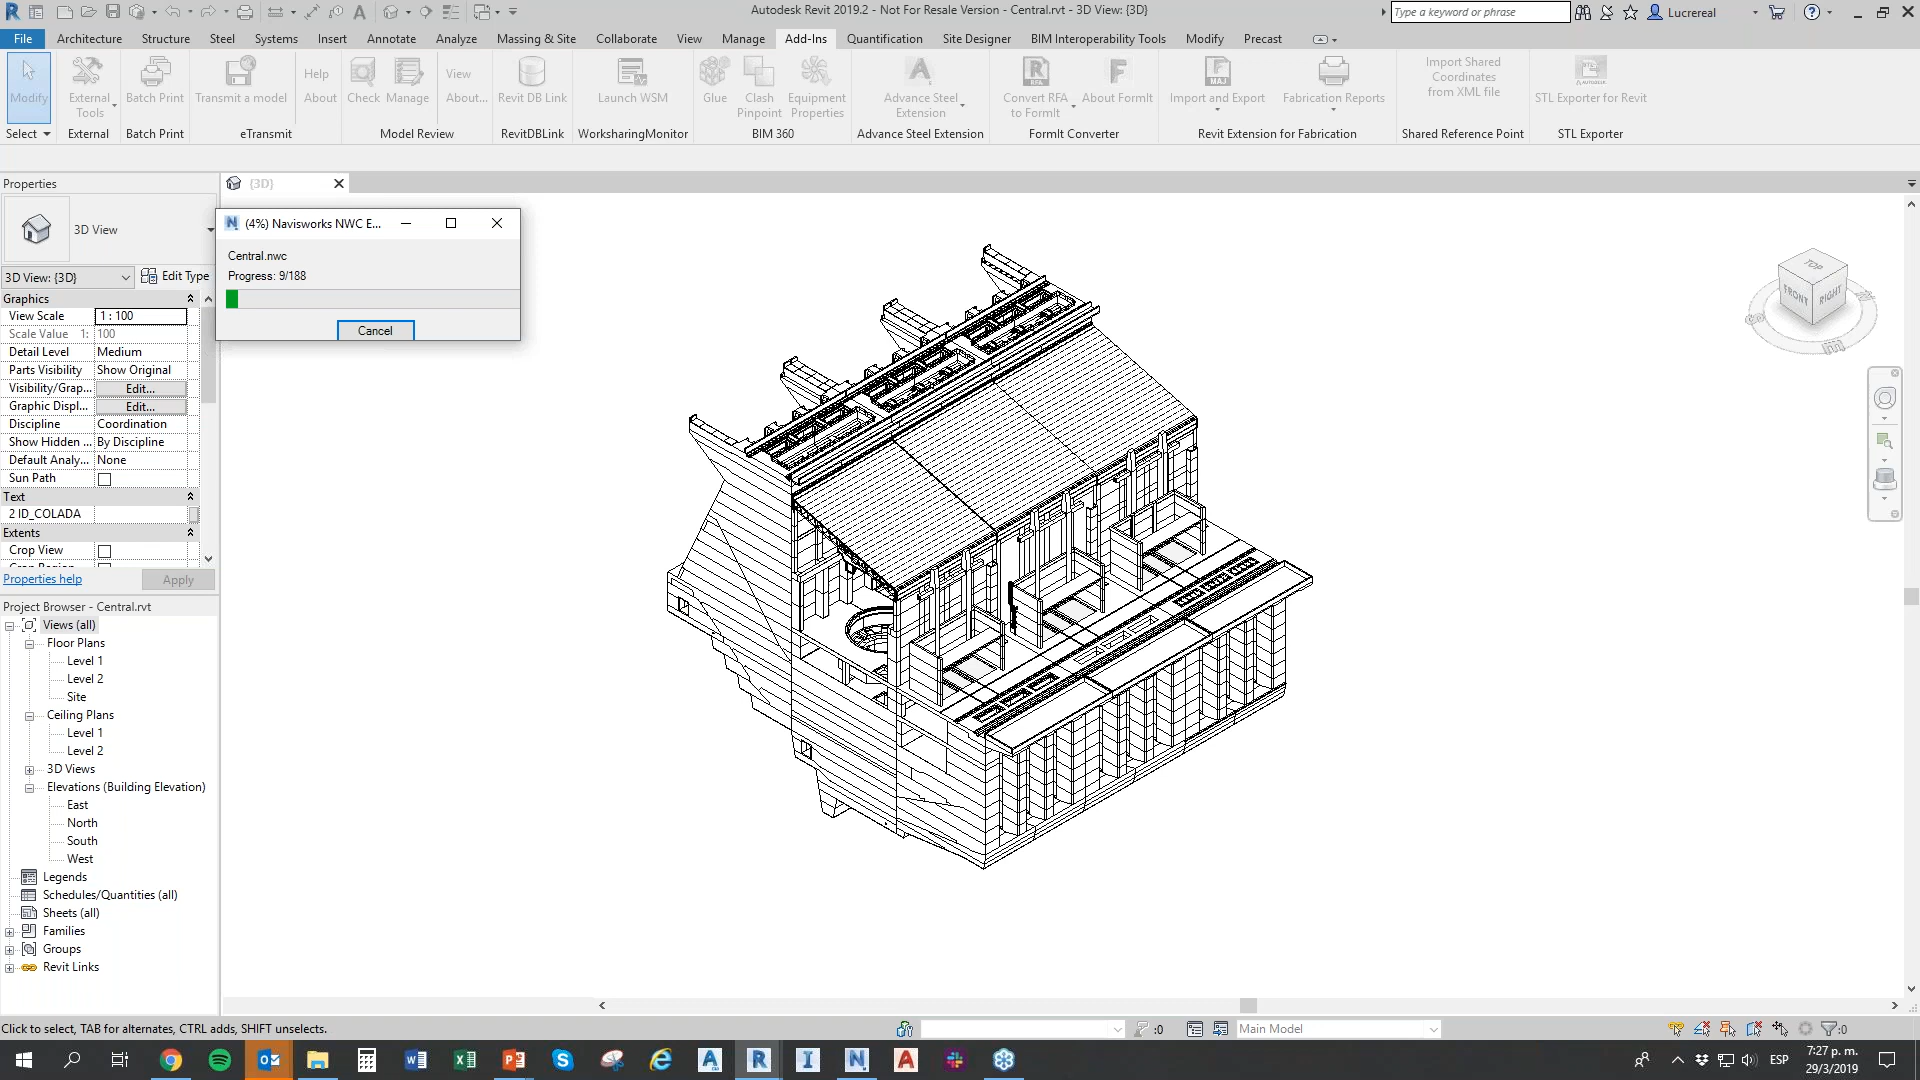 Autodesk Revit 2019.2 - Not For Resale Version - Central.rvt - 3D View: {3D}
Type a keyword or phrase
Lucrereal
File Architecture Structure Steel Systems Insert Annotate Analyze Massing & Site Collaborate View Manage Add-Ins Quantification Site Designer BIM Interoperability Tools Modify Precast
Modify
External
Tools
Batch Print
Transmit a model
Help
About
Check
Manage
View
About...
Revit DB Link
Launch WSM
Glue
Clash
Pinpoint
Equipment
Properties
Advance Steel
Extension
Convert RFA
to FormIt
About FormIt
Import and Export
Fabrication Reports
Import Shared
Coordinates
from XML file
STL Exporter for Revit
Select External Batch Print eTransmit Model Review RevitDBLink WorksharingMonitor BIM 360 Advance Steel Extension FormIt Converter Revit Extension for Fabrication Shared Reference Point STL Exporter
Properties
{3D}
3D View
(4%) Navisworks NWC E...
Central.nwc
Progress: 9/188
Cancel
3D View: {3D}
Edit Type
Graphics
View Scale 1 : 100
Scale Value 1: 100
Detail Level Medium
Parts Visibility Show Original
Visibility/Grap... Edit...
Graphic Displ... Edit...
Discipline Coordination
Show Hidden ... By Discipline
Default Analy... None
Sun Path
Text
2 ID_COLADA
Extents
Crop View
Properties help
Apply
TOP
FRONT
RIGHT
Project Browser - Central.rvt
Views (all)
Floor Plans
Level 1
Level 2
Site
Ceiling Plans
Level 1
Level 2
3D Views
Elevations (Building Elevation)
East
North
South
West
Legends
Schedules/Quantities (all)
Sheets (all)
Families
Groups
Revit Links
Click to select, TAB for alternates, CTRL adds, SHIFT unselects.
:0
Main Model
:0
ESP
7:27 p. m.
29/3/2019